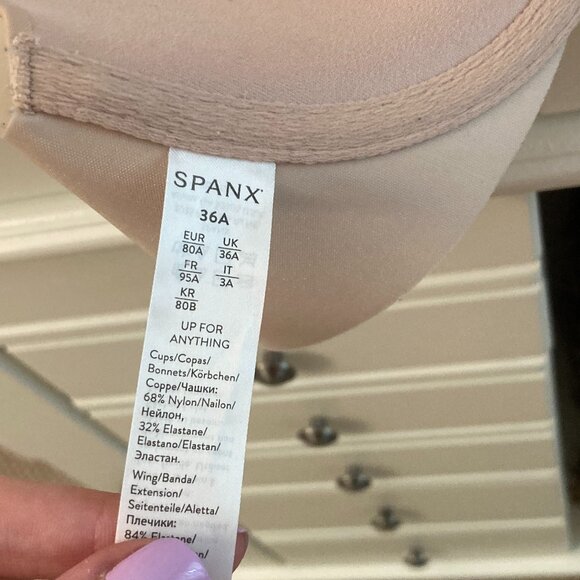 SPANX
36A
EUR UK
80A 36A
FR IT
95A 3A
KR
80B
UP FOR
ANYTHING
Cups/Copas/
Bonnets/Körbchen/
Coppe/Чашки:
68% Nylon/Nailon/
Нейлон,
32% Elastane/
Elastano/Elastan/
Эластан.
Wing/Banda/
Extension/
Seitenteile/Aletta/
Плечики:
84% Elastane/